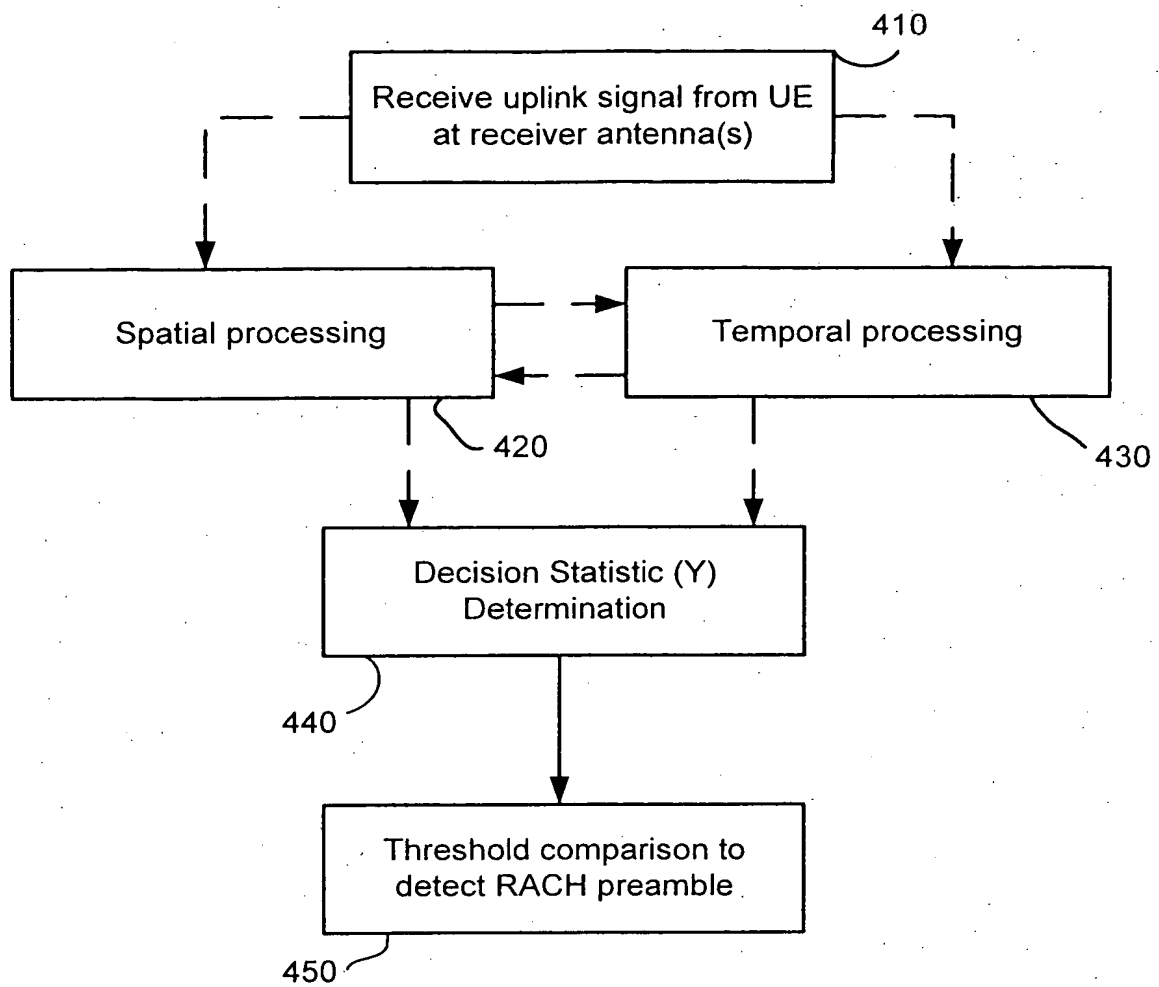 410
Receive uplink signal from UE
at receiver antenna(s)
Spatial processing
Temporal processing
420
430
Decision Statistic (Y)
Determination
440
Threshold comparison to
detect RACH preamble
450